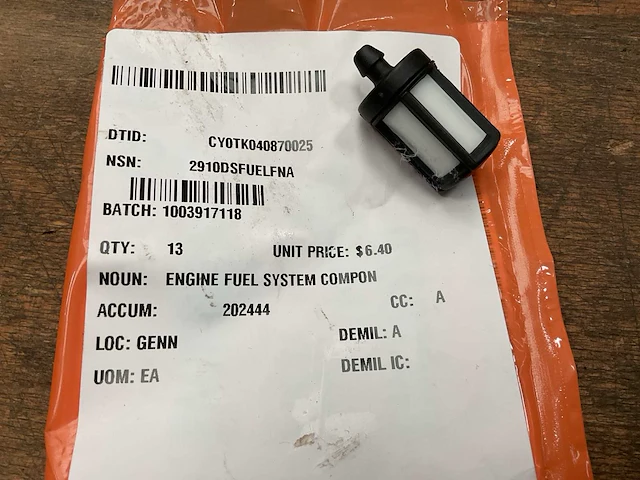 DTID: CY0TK040870025
NSN: 2910DSFUELFNA
BATCH: 1003917118
QTY: 13 UNIT PRICE: $6.40
NOUN: ENGINE FUEL SYSTEM COMPON
ACCUM: 202444 CC: A
LOC: GENN DEMIL: A
UOM: EA DEMIL IC: